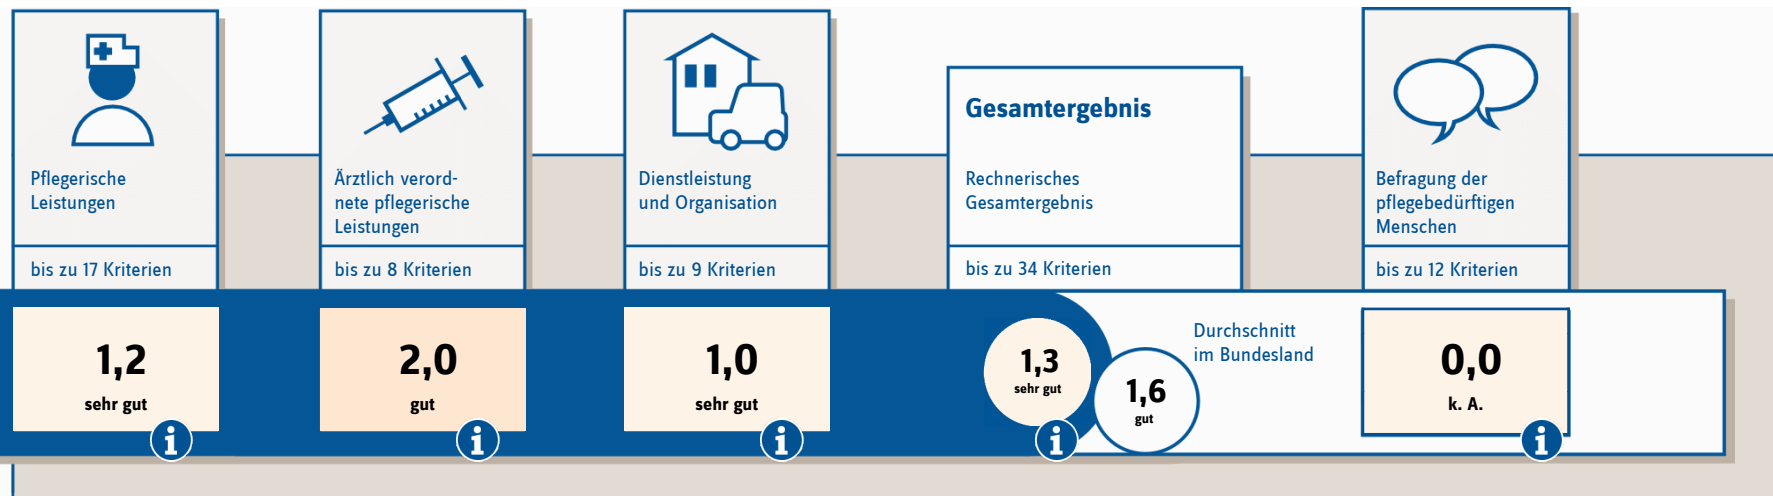 Pflegerische
Leistungen
bis zu 17 Kriterien
1,2
sehr gut
i
Ärztlich verord-
nete pflegerische
Leistungen
bis zu 8 Kriterien
2,0
gut
i
Dienstleistung
und Organisation
bis zu 9 Kriterien
1,0
sehr gut
i
Gesamtergebnis
Rechnerisches
Gesamtergebnis
bis zu 34 Kriterien
1,3
sehr gut
i
Durchschnitt
im Bundesland
1,6
gut
Befragung der
pflegebedürftigen
Menschen
bis zu 12 Kriterien
0,0
k. A.
i